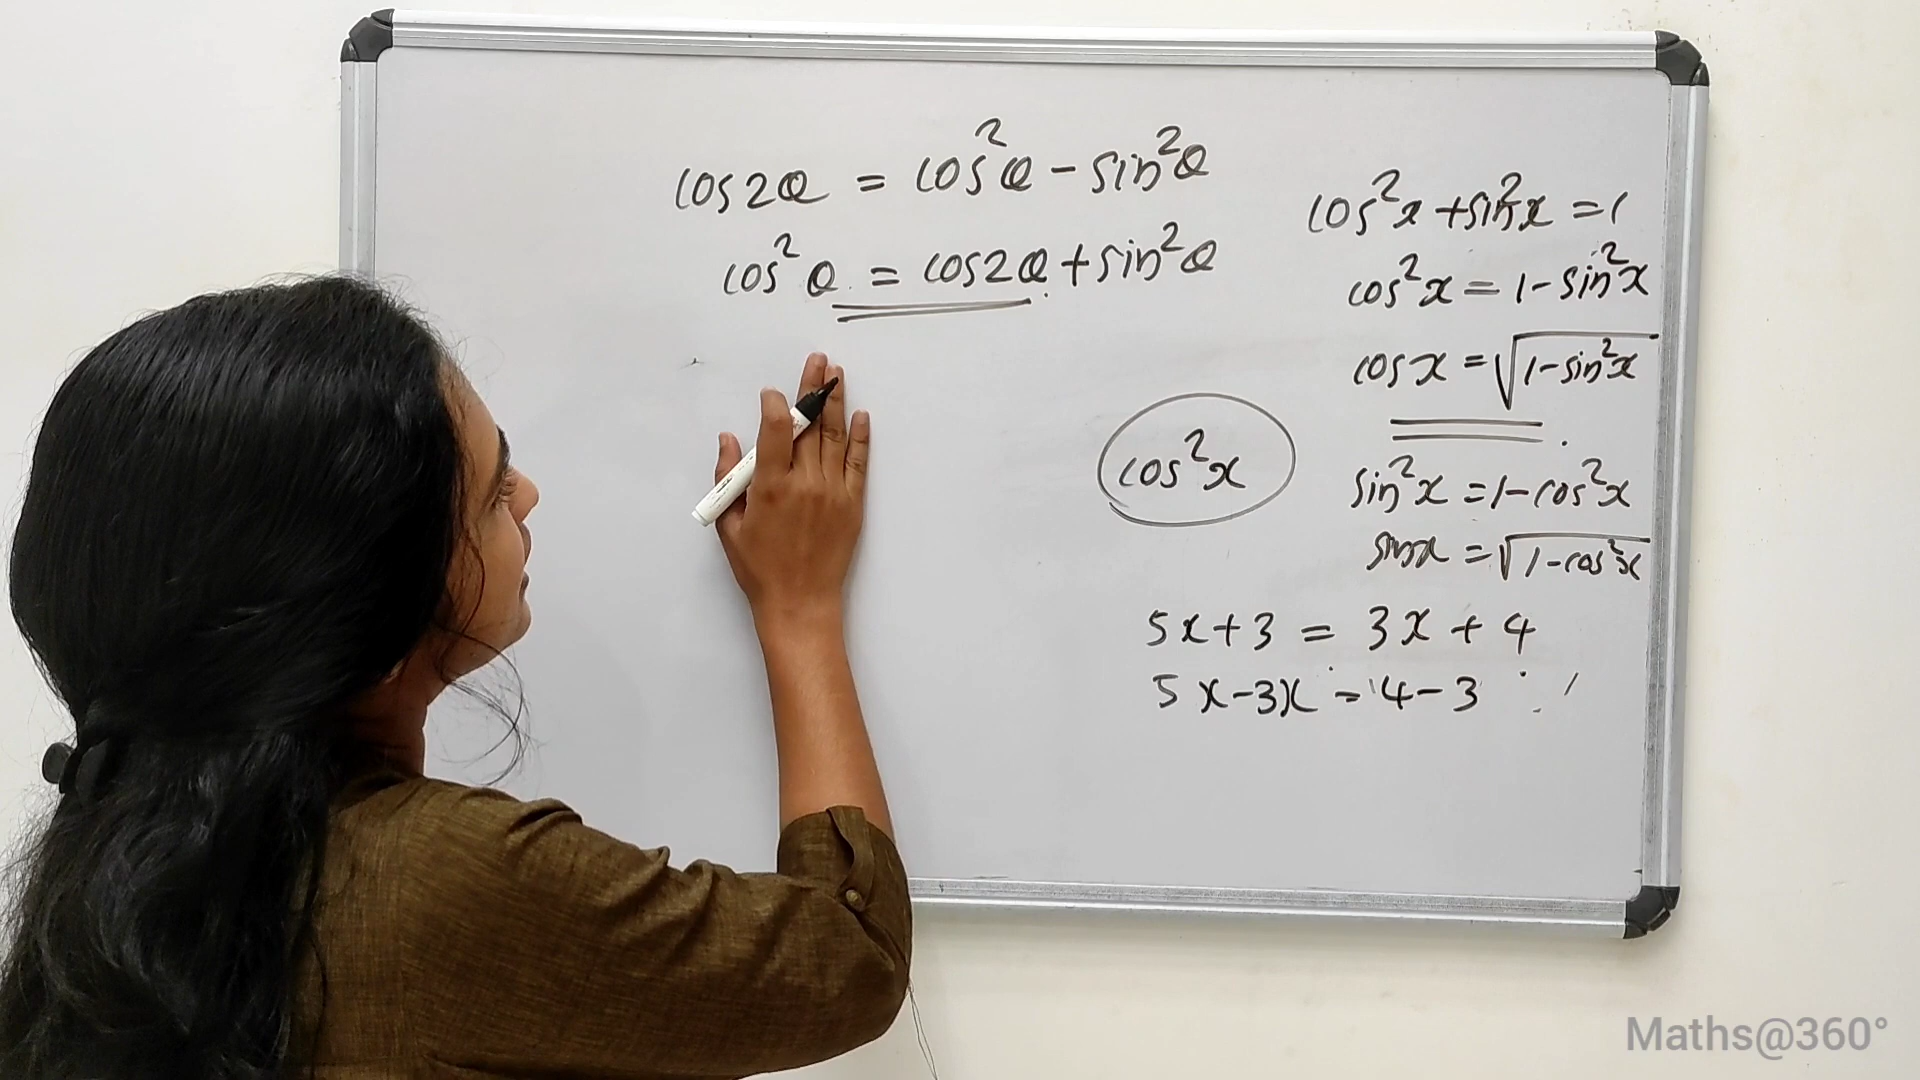 cos2θ = cos²θ - sin²θ
cos²θ = cos2θ + sin²θ
cos²x + sin²x = 1
cos²x = 1 - sin²x
cosx = √1-sin²x
cos²x
sin²x = 1 - cos²x
sinx = √1-cos²x
5x + 3 = 3x + 4
5x - 3x = 4 - 3
Maths@360°